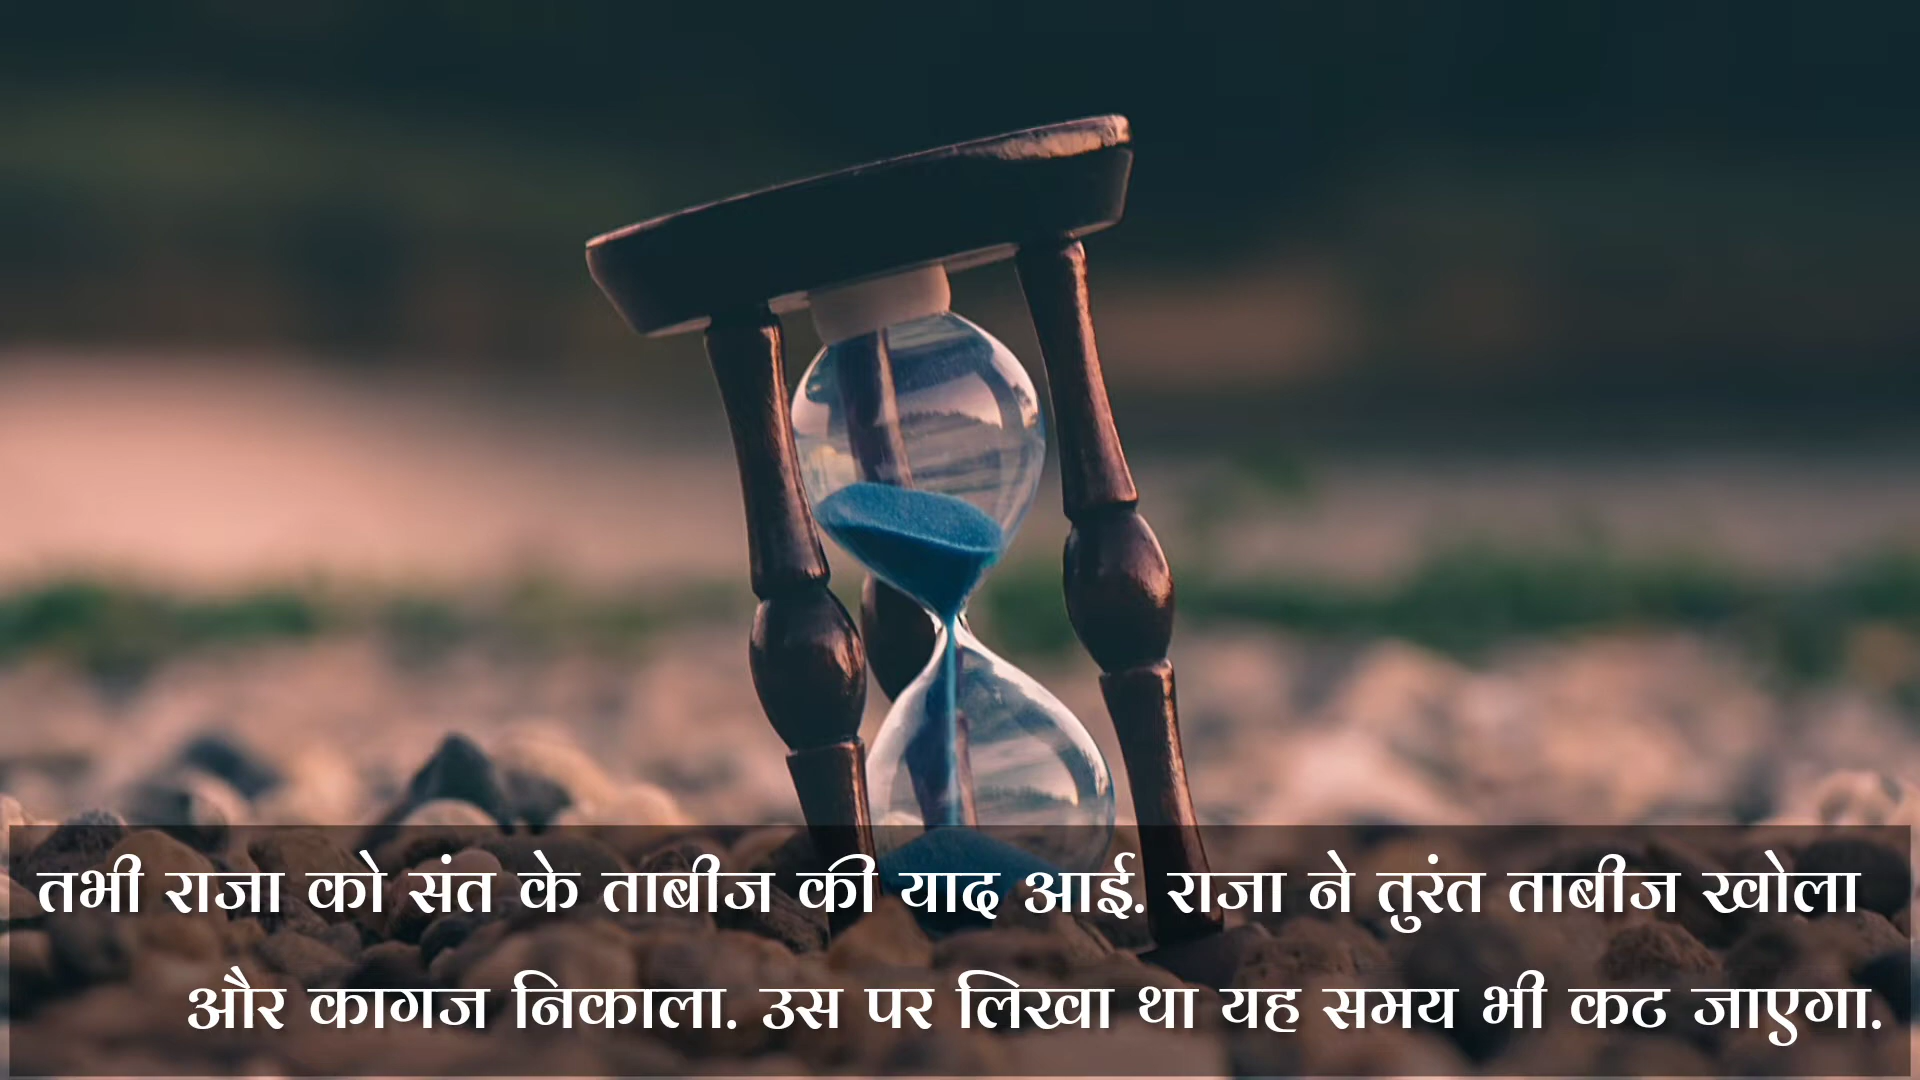 तभी राजा को संत के ताबीज की याद आई. राजा ने तुरंत ताबीज खोला
और कागज निकाला. उस पर लिखा था यह समय भी कट जाएगा.